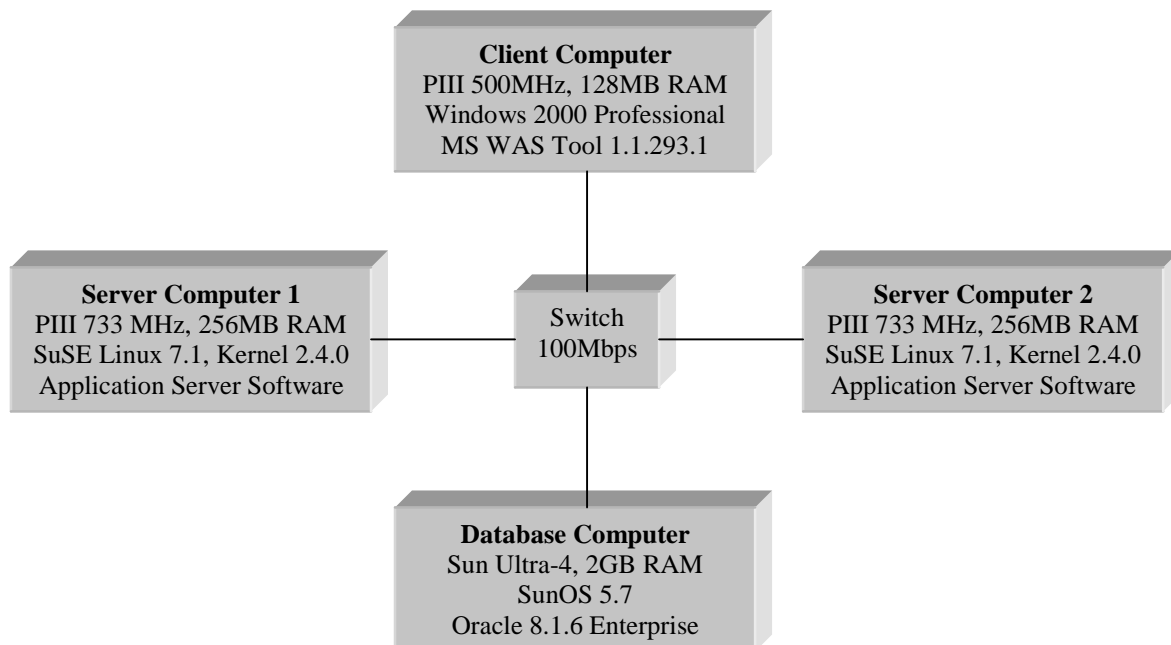 Client Computer
PIII 500MHz, 128MB RAM
Windows 2000 Professional
MS WAS Tool 1.1.293.1
Server Computer 1
PIII 733 MHz, 256MB RAM
SuSE Linux 7.1, Kernel 2.4.0
Application Server Software
Switch
100Mbps
Server Computer 2
PIII 733 MHz, 256MB RAM
SuSE Linux 7.1, Kernel 2.4.0
Application Server Software
Database Computer
Sun Ultra-4, 2GB RAM
SunOS 5.7
Oracle 8.1.6 Enterprise